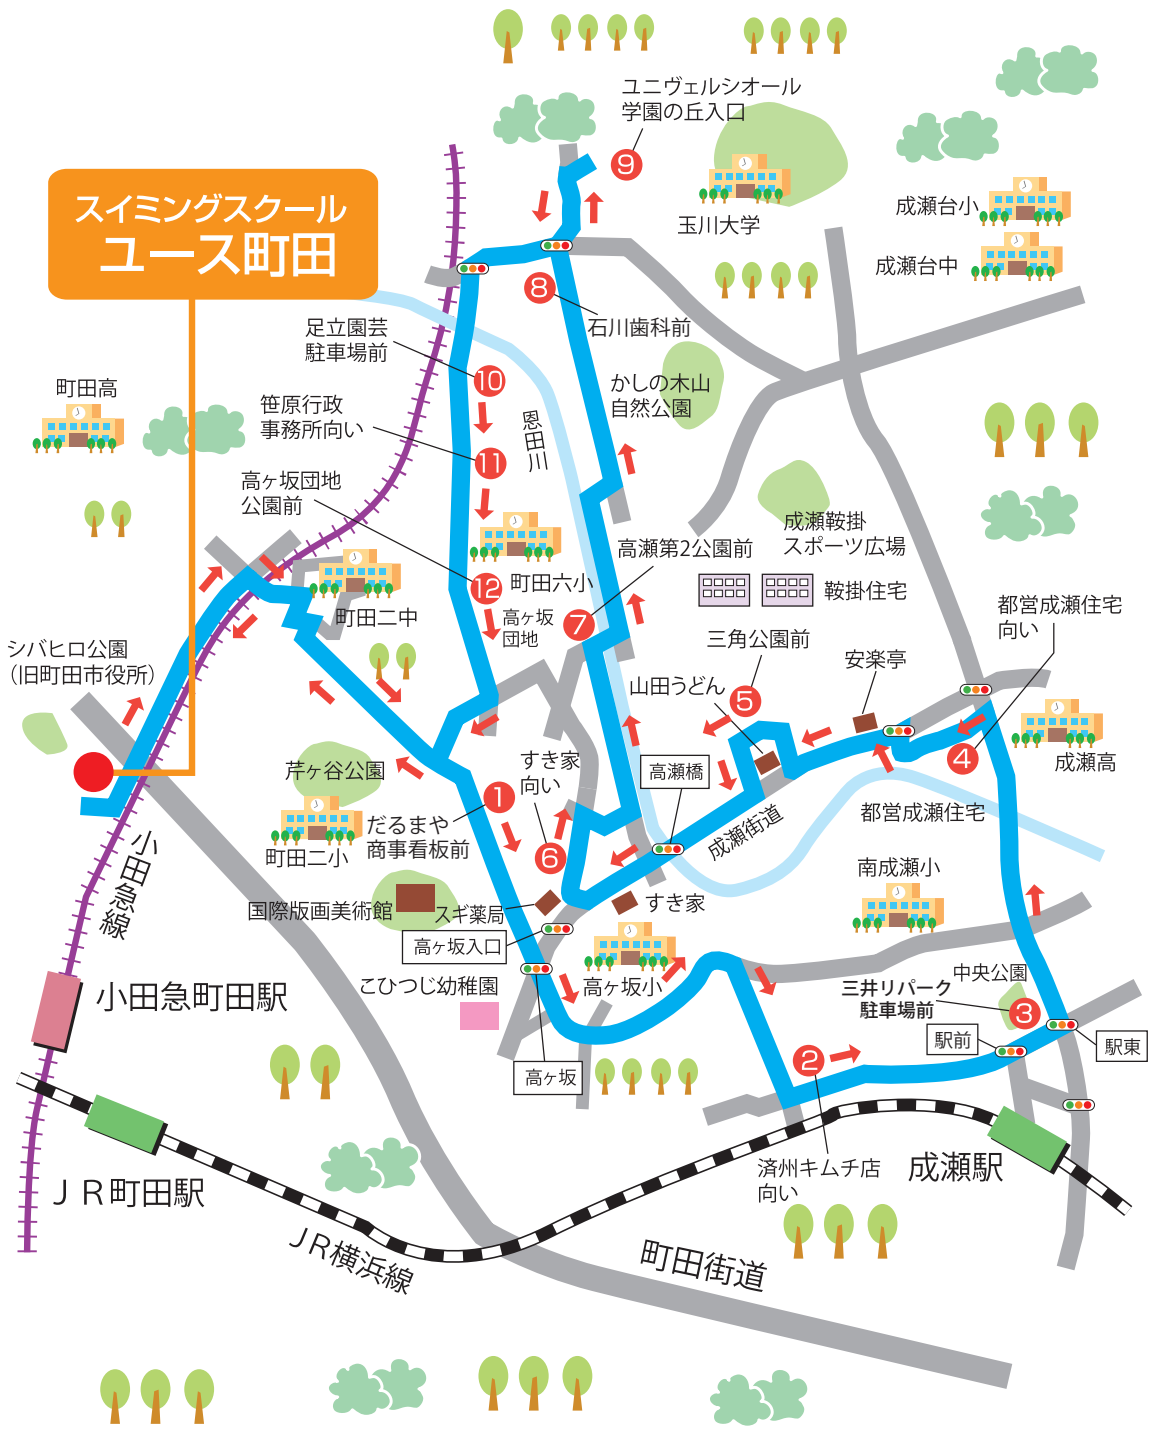 ユニヴェルシオール
学園の丘入口
9
玉川大学
成瀬台小
成瀬台中
スイミングスクール
ユース町田
8
石川歯科前
足立園芸
駐車場前
10
町田高
笹原行政
事務所向い
11
恩田川
かしの木山
自然公園
高ヶ坂団地
公園前
12
町田六小
高ヶ坂
団地
成瀬鞍掛
スポーツ広場
高瀬第2公園前
7
鞍掛住宅
町田二中
都営成瀬住宅
向い
シバヒロ公園
（旧町田市役所）
三角公園前
5
安楽亭
山田うどん
4
成瀬高
芹ヶ谷公園
すき家
向い
高瀬橋
1
だるまや
商事看板前
6
成瀬街道
都営成瀬住宅
町田二小
南成瀬小
小田急線
国際版画美術館
スギ薬局
すき家
高ヶ坂入口
こひつじ幼稚園
高ヶ坂小
中央公園
三井リパーク
駐車場前
3
小田急町田駅
駅前
駅東
高ヶ坂
2
済州キムチ店
向い
成瀬駅
ＪＲ町田駅
JR横浜線
町田街道